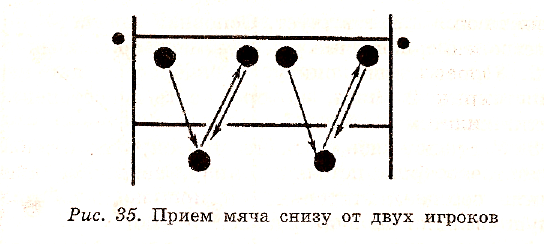 Рис. 35. Прием мяча снизу от двух игроков